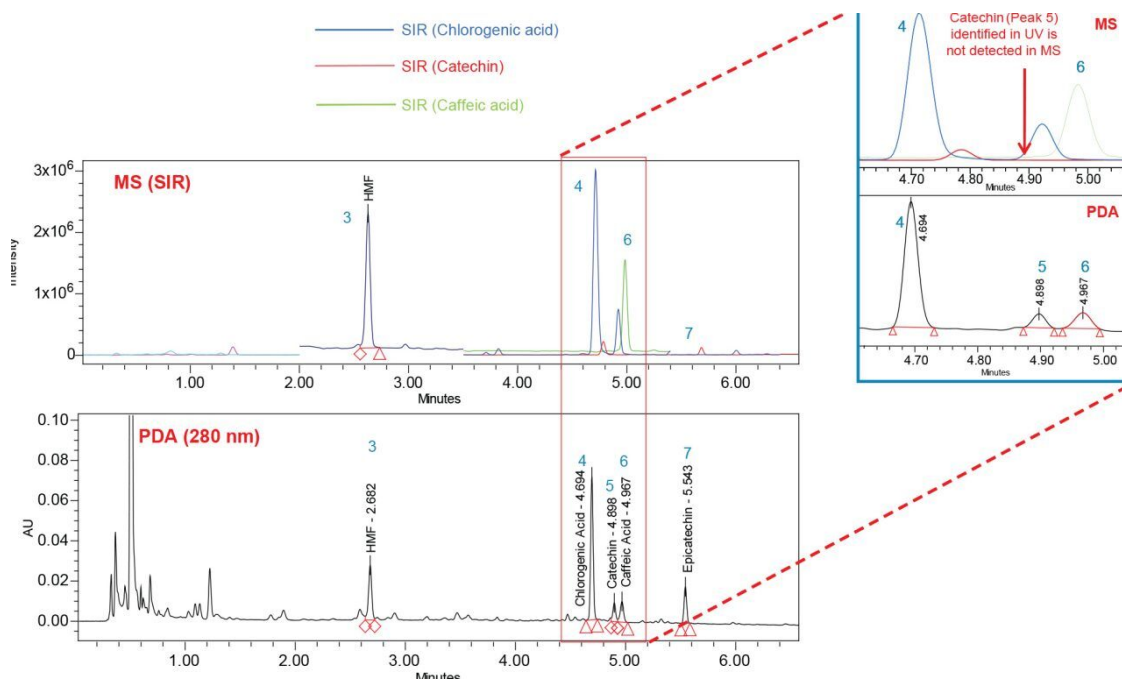 SIR (Chlorogenic acid)
SIR (Catechin)
SIR (Caffeic acid)
Catechin (Peak 5)
identified in UV is
not detected in MS
MS
4
6
4.70 4.80 4.90 5.00
Minutes
PDA
4
4.694
5
4.898
6
4.967
4.70 4.80 4.90 5.00
Minutes
MS (SIR)
3x10⁶
2x10⁶
1x10⁶
0
Intensity
3
HMF
4
6
7
1.00 2.00 3.00 4.00 5.00 6.00
Minutes
PDA (280 nm)
0.10
0.08
0.06
0.04
0.02
0.00
AU
3
HMF - 2.682
4
Chlorogenic Acid - 4.694
5
Catechin - 4.898
6
Caffeic Acid - 4.967
7
Epicatechin - 5.543
1.00 2.00 3.00 4.00 5.00 6.00
Minutes